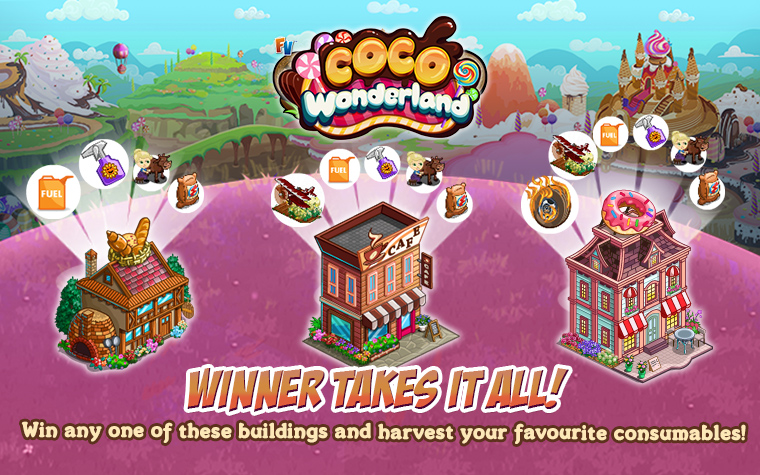 FV
COCO
Wonderland
FUEL
FUEL
FUEL
CAFE
CAFE
WINNER TAKES IT ALL!
Win any one of these buildings and harvest your favourite consumables!